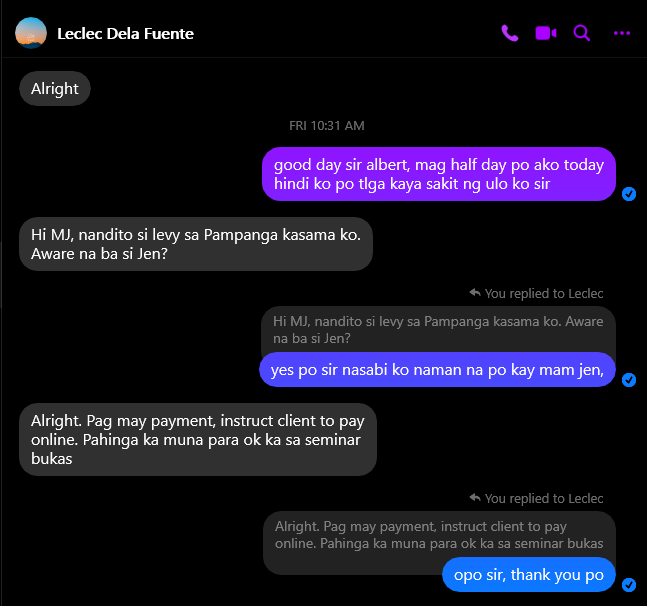 Leclec Dela Fuente
Alright
FRI 10:31 AM
good day sir albert, mag half day po ako today
hindi ko po tlga kaya sakit ng ulo ko sir
Hi MJ, nandito si levy sa Pampanga kasama ko.
Aware na ba si Jen?
You replied to Leclec
Hi MJ, nandito si levy sa Pampanga kasama ko. Aware
na ba si Jen?
yes po sir nasabi ko naman na po kay mam jen,
Alright. Pag may payment, instruct client to pay
online. Pahinga ka muna para ok ka sa seminar
bukas
You replied to Leclec
Alright. Pag may payment, instruct client to pay
online. Pahinga ka muna para ok ka sa seminar bukas
opo sir, thank you po